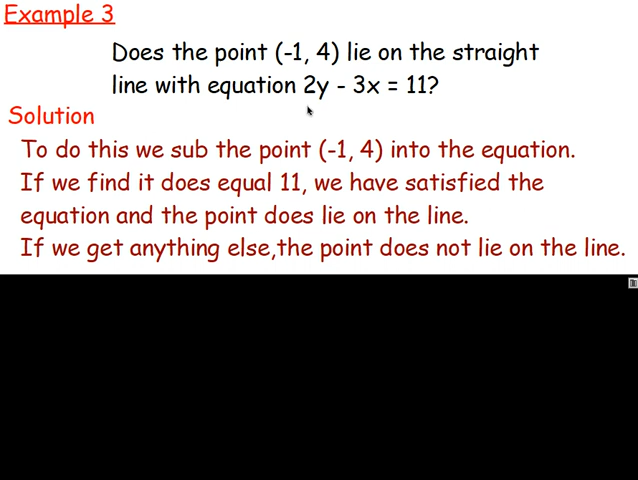 Example 3
Does the point (-1, 4) lie on the straight
line with equation 2y - 3x = 11?
Solution
To do this we sub the point (-1, 4) into the equation.
If we find it does equal 11, we have satisfied the
equation and the point does lie on the line.
If we get anything else,the point does not lie on the line.